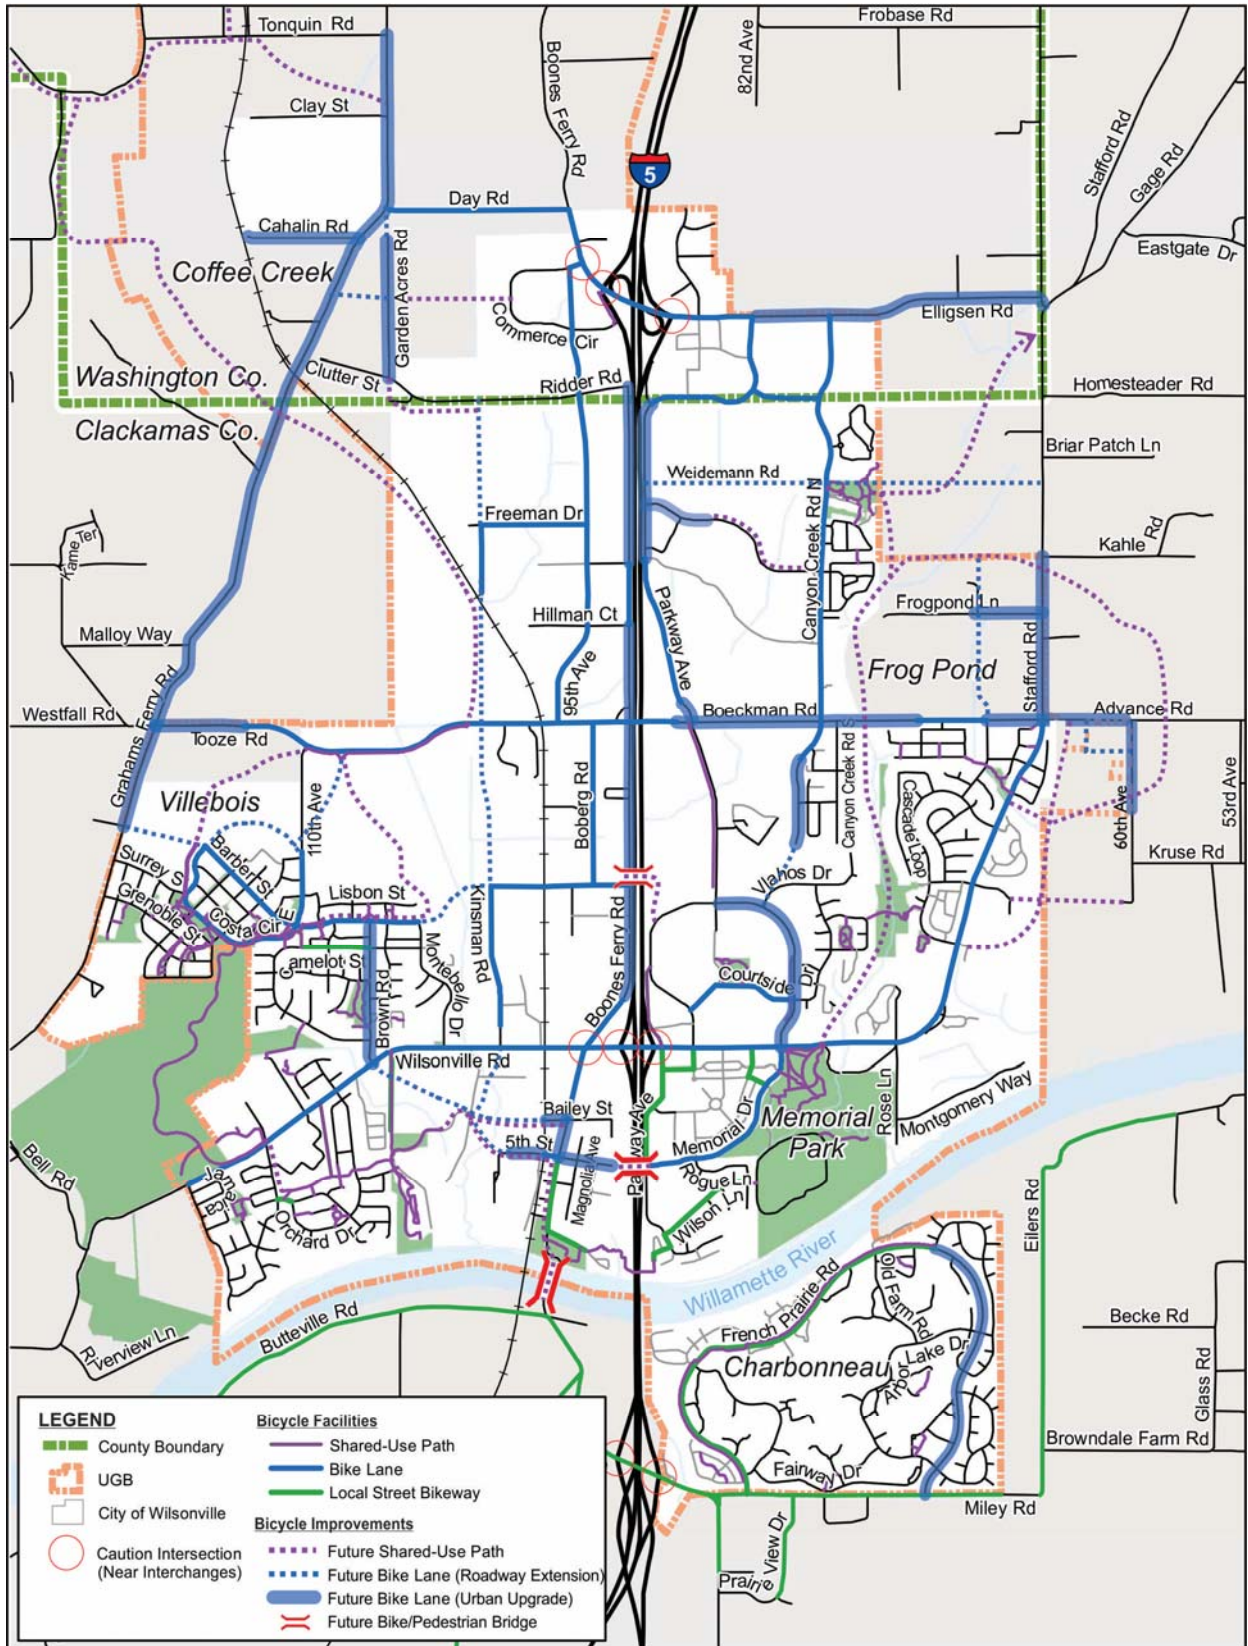 Tonquin Rd
Frobase Rd
82nd Ave
Boones Ferry Rd
Clay St
Stafford Rd
Gage Rd
5
Day Rd
Cahalin Rd
Eastgate Dr
Coffee Creek
Garden Acres Rd
Elligsen Rd
Commerce Cir
Washington Co.
Clutter St
Ridder Rd
Homesteader Rd
Clackamas Co.
Briar Patch Ln
Weidemann Rd
Canyon Creek Rd N
Freeman Dr
Kahle Rd
Kame Ter
Frogpond Ln
Hillman Ct
Parkway Ave
Malloy Way
Frog Pond
Stafford Rd
95th Ave
Grahams Ferry Rd
Westfall Rd
Boeckman Rd
Advance Rd
Tooze Rd
Villebois
110th Ave
Boberg Rd
Canyon Creek Rd S
Cascade Loop
60th Ave
53rd Ave
Surrey S
Barber St
Kruse Rd
Grenoble St
Lisbon St
Vlahos Dr
Costa Cir E
Kinsman Rd
Boones Ferry Rd
amelot St
Montebello Dr
Courtside Dr
Brown Rd
Wilsonville Rd
Bailey St
Parkway Ave
Memorial Dr
Memorial
Park
Rose Ln
Montgomery Way
5th St
Magnolia Ave
Rogue Ln
Bell Rd
Jamaica
Wilson Ln
Eilers Rd
Orchard Dr
Willamette River
Butteville Rd
French Prairie Rd
Old Farm Rd
Becke Rd
Riverview Ln
Lake Dr
Charbonneau
Arbor
Glass Rd
Fairway Dr
Browndale Farm Rd
Miley Rd
Prairie View Dr
LEGEND
County Boundary
UGB
City of Wilsonville
Caution Intersection
(Near Interchanges)
Bicycle Facilities
Shared-Use Path
Bike Lane
Local Street Bikeway
Bicycle Improvements
Future Shared-Use Path
Future Bike Lane (Roadway Extension)
Future Bike Lane (Urban Upgrade)
Future Bike/Pedestrian Bridge